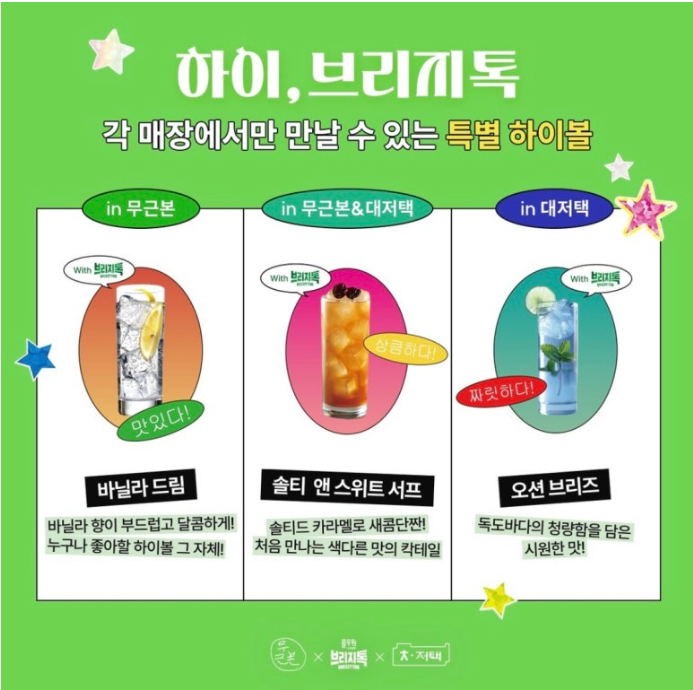 하이, 브리지톡
각 매장에서만 만날 수 있는 특별 하이볼
in 무근본
With 브리지톡
맛있다!
바닐라 드림
바닐라 향이 부드럽고 달콤하게!
누구나 좋아할 하이볼 그 자체!
in 무근본&대저택
With 브리지톡
상큼하다!
솔티 앤 스위트 서프
솔티드 카라멜로 새콤단짠!
처음 만나는 색다른 맛의 칵테일
in 대저택
With 브리지톡
짜릿하다!
오션 브리즈
독도바다의 청량함을 담은
시원한 맛!
무근본 × 풀무원 브리지톡 × 大·저택